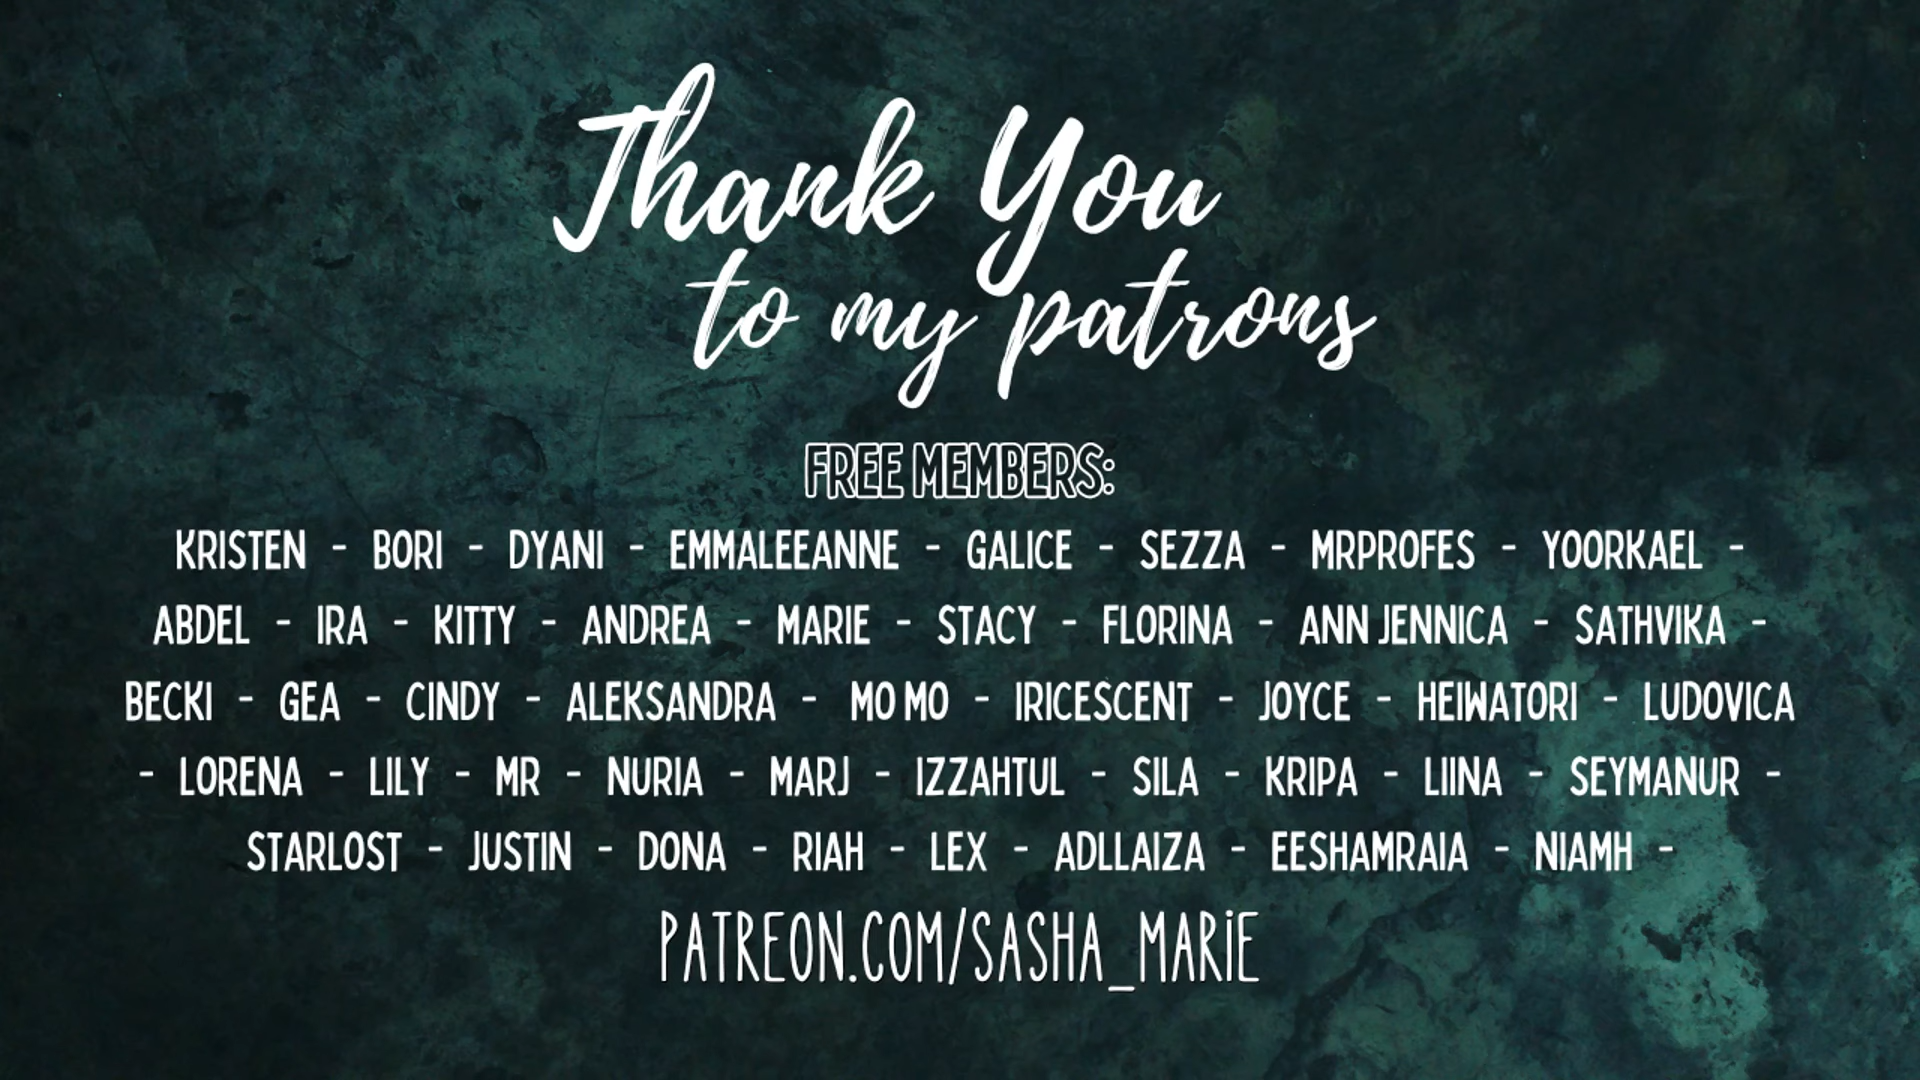 Thank You
to my patrons
FREE MEMBERS:
KRISTEN - BORI - DYANI - EMMALEEANNE - GALICE - SEZZA - MRPROFES - YOORKAEL -
ABDEL - IRA - KITTY - ANDREA - MARIE - STACY - FLORINA - ANN JENNICA - SATHVIKA -
BECKI - GEA - CINDY - ALEKSANDRA - MO MO - IRICESCENT - JOYCE - HEIWATORI - LUDOVICA
- LORENA - LILY - MR - NURIA - MARJ - IZZAHTUL - SILA - KRIPA - LIINA - SEYMANUR -
STARLOST - JUSTIN - DONA - RIAH - LEX - ADLLAIZA - EESHAMRAIA - NIAMH -
PATREON.COM/SASHA_MARiE